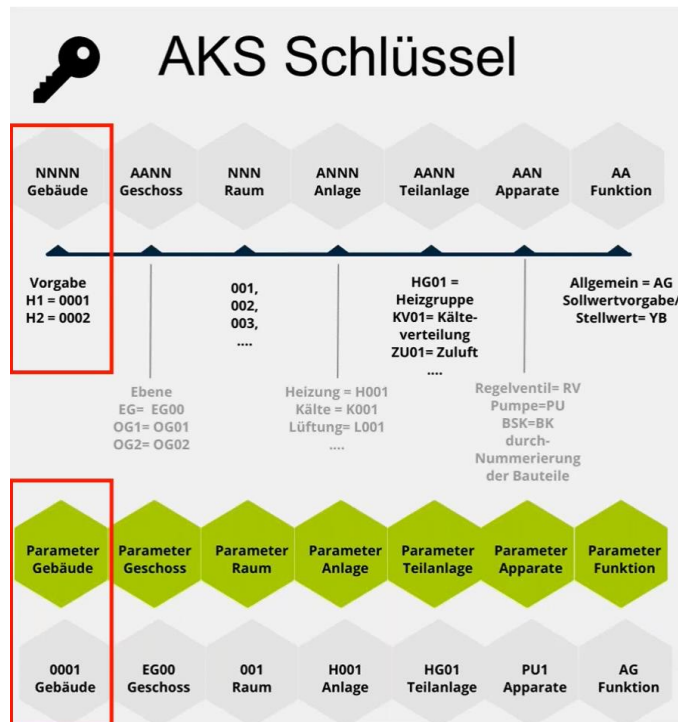 AKS Schlüssel
NNNN
Gebäude
AANN
Geschoss
NNN
Raum
ANNN
Anlage
AANN
Teilanlage
AAN
Apparate
AA
Funktion
Vorgabe
H1 = 0001
H2 = 0002
Ebene
EG= EG00
OG1= OG01
OG2= OG02
001,
002,
003,
....
Heizung = H001
Kälte = K001
Lüftung= L001
....
HG01 =
Heizgruppe
KV01= Kälte-
verteilung
ZU01= Zuluft
....
Regelventil= RV
Pumpe=PU
BSK=BK
durch-
Nummerierung
der Bauteile
Allgemein = AG
Sollwertvorgabe/
Stellwert= YB
Parameter
Gebäude
Parameter
Geschoss
Parameter
Raum
Parameter
Anlage
Parameter
Teilanlage
Parameter
Apparate
Parameter
Funktion
0001
Gebäude
EG00
Geschoss
001
Raum
H001
Anlage
HG01
Teilanlage
PU1
Apparate
AG
Funktion